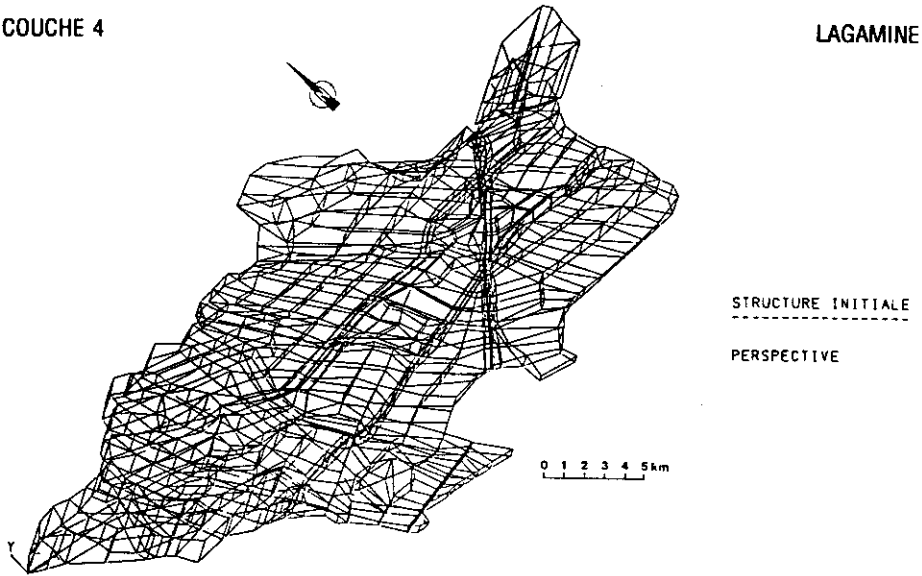 COUCHE 4
LAGAMINE
STRUCTURE INITIALE
PERSPECTIVE
0 1 2 3 4 5km
Y